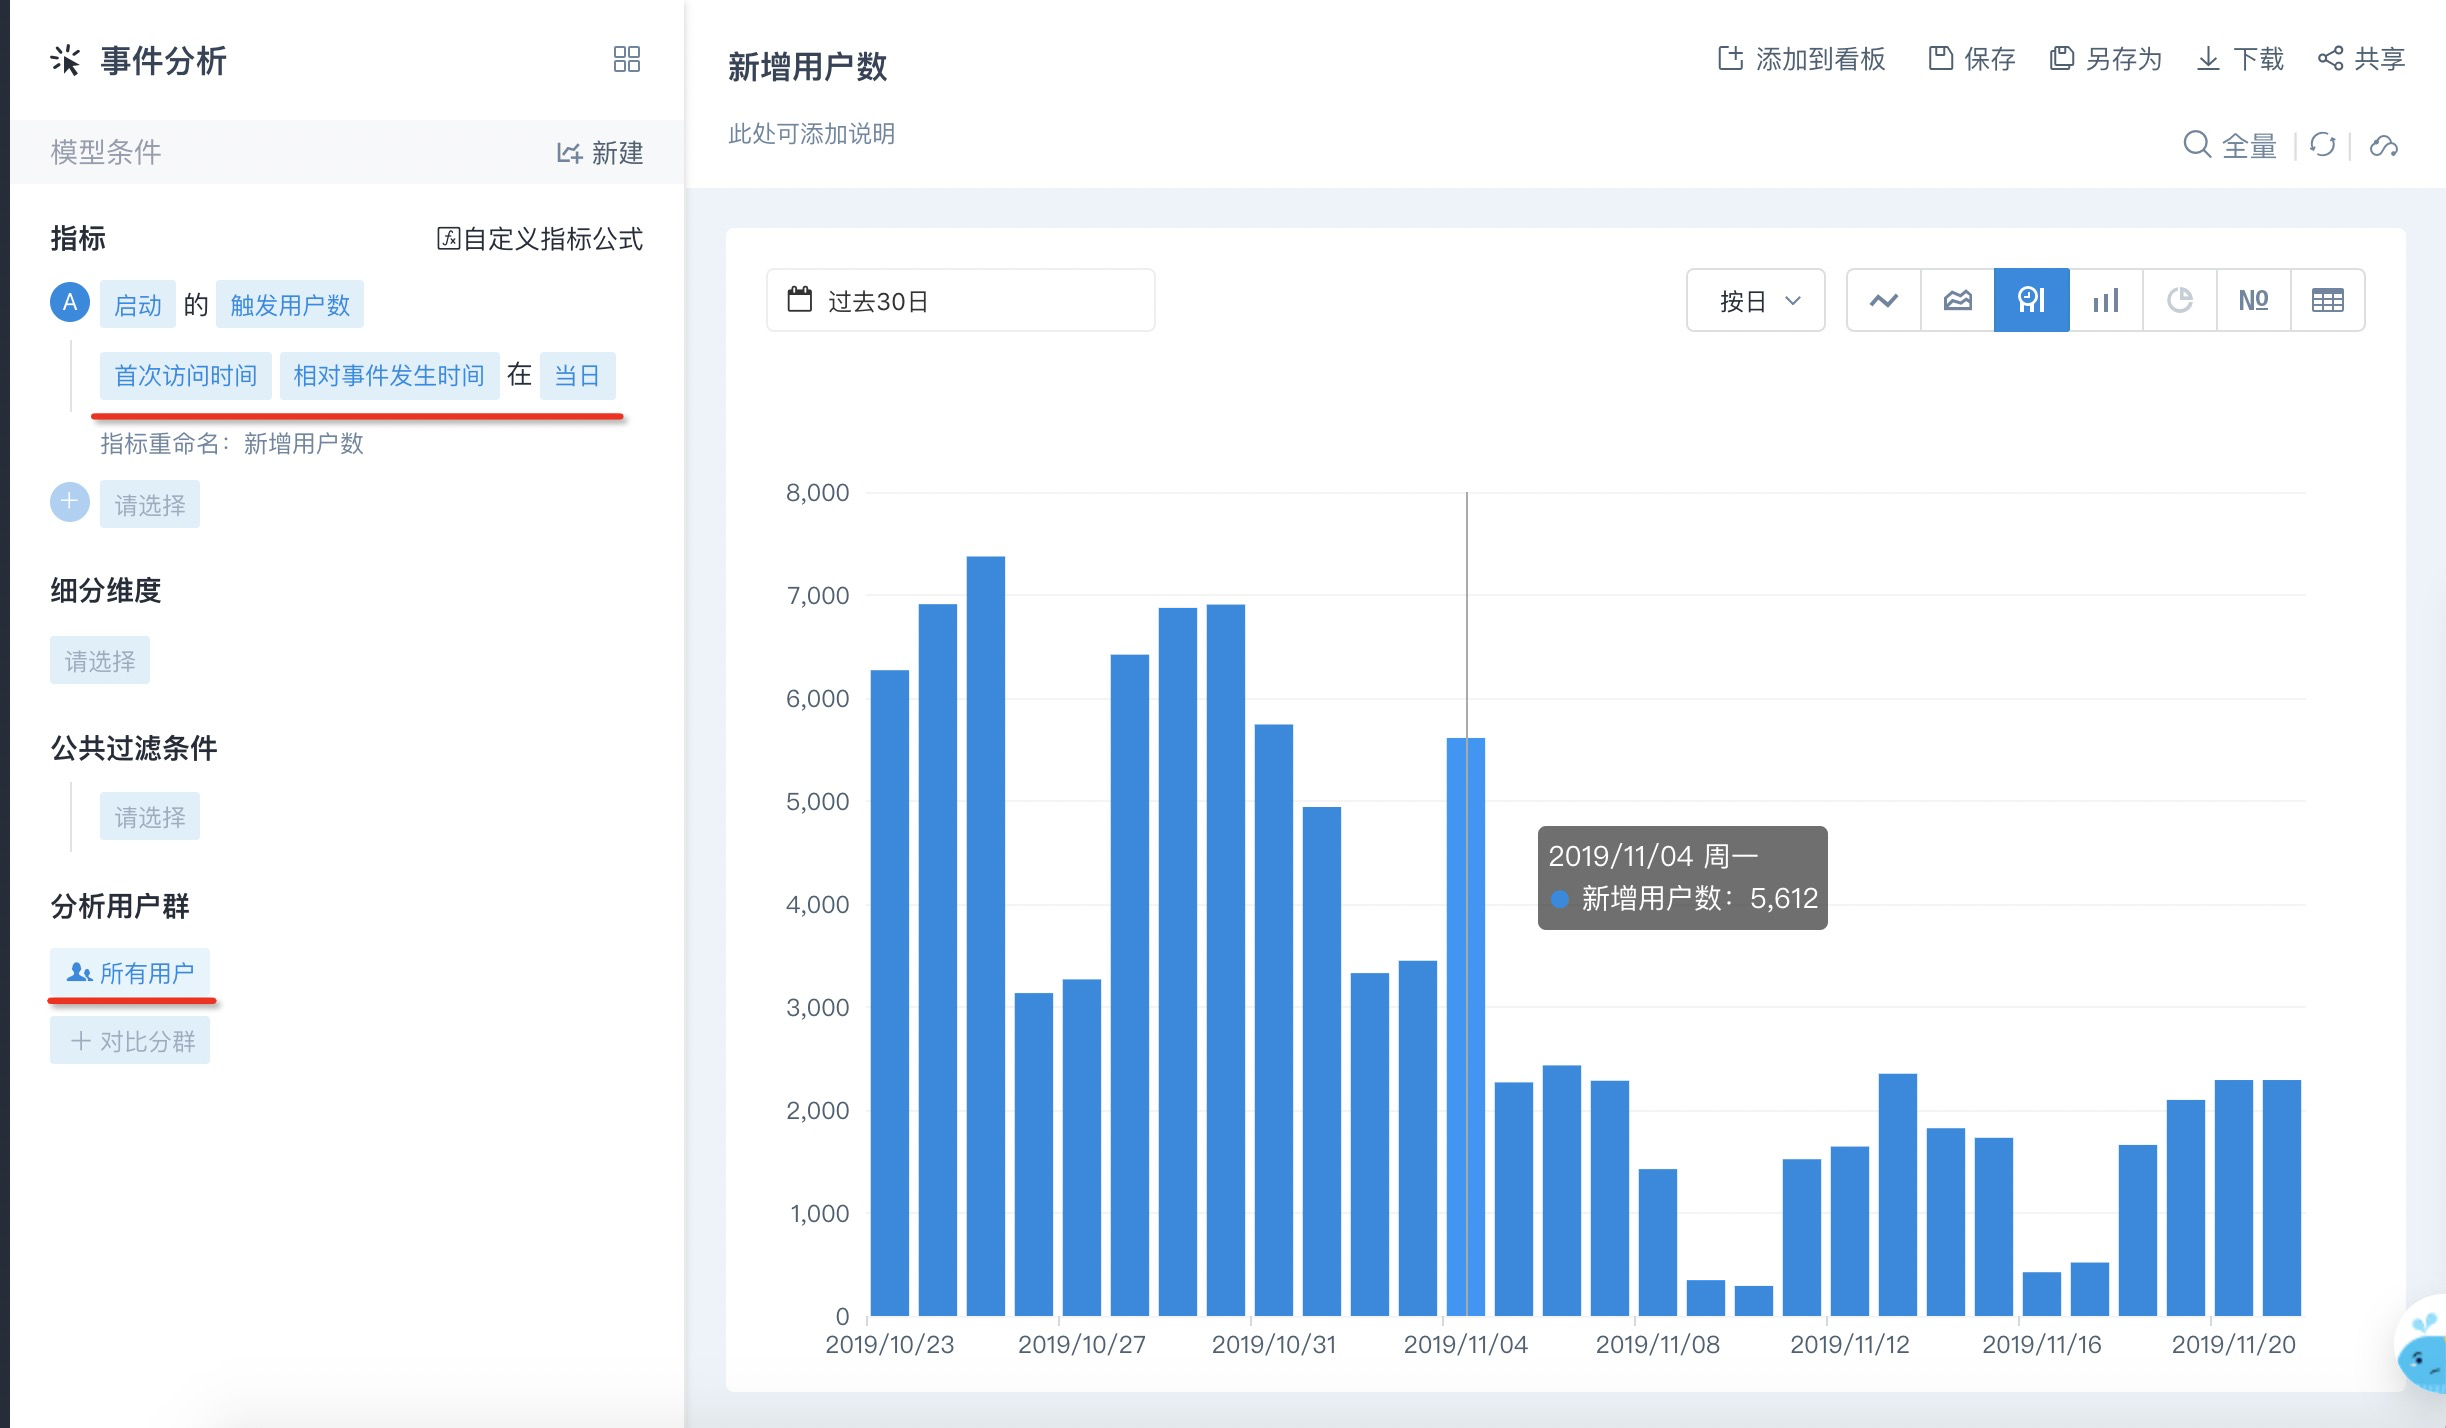 事件分析
模型条件 新建
指标 自定义指标公式
A 启动 的 触发用户数
首次访问时间 相对事件发生时间 在 当日
指标重命名：新增用户数
请选择
细分维度
请选择
公共过滤条件
请选择
分析用户群
所有用户
+ 对比分群
新增用户数
添加到看板 保存 另存为 下载 共享
此处可添加说明
全量
过去30日 按日 No
8,000
7,000
6,000
5,000
4,000
3,000
2,000
1,000
0
2019/11/04 周一
新增用户数：5,612
2019/10/23 2019/10/27 2019/10/31 2019/11/04 2019/11/08 2019/11/12 2019/11/16 2019/11/20